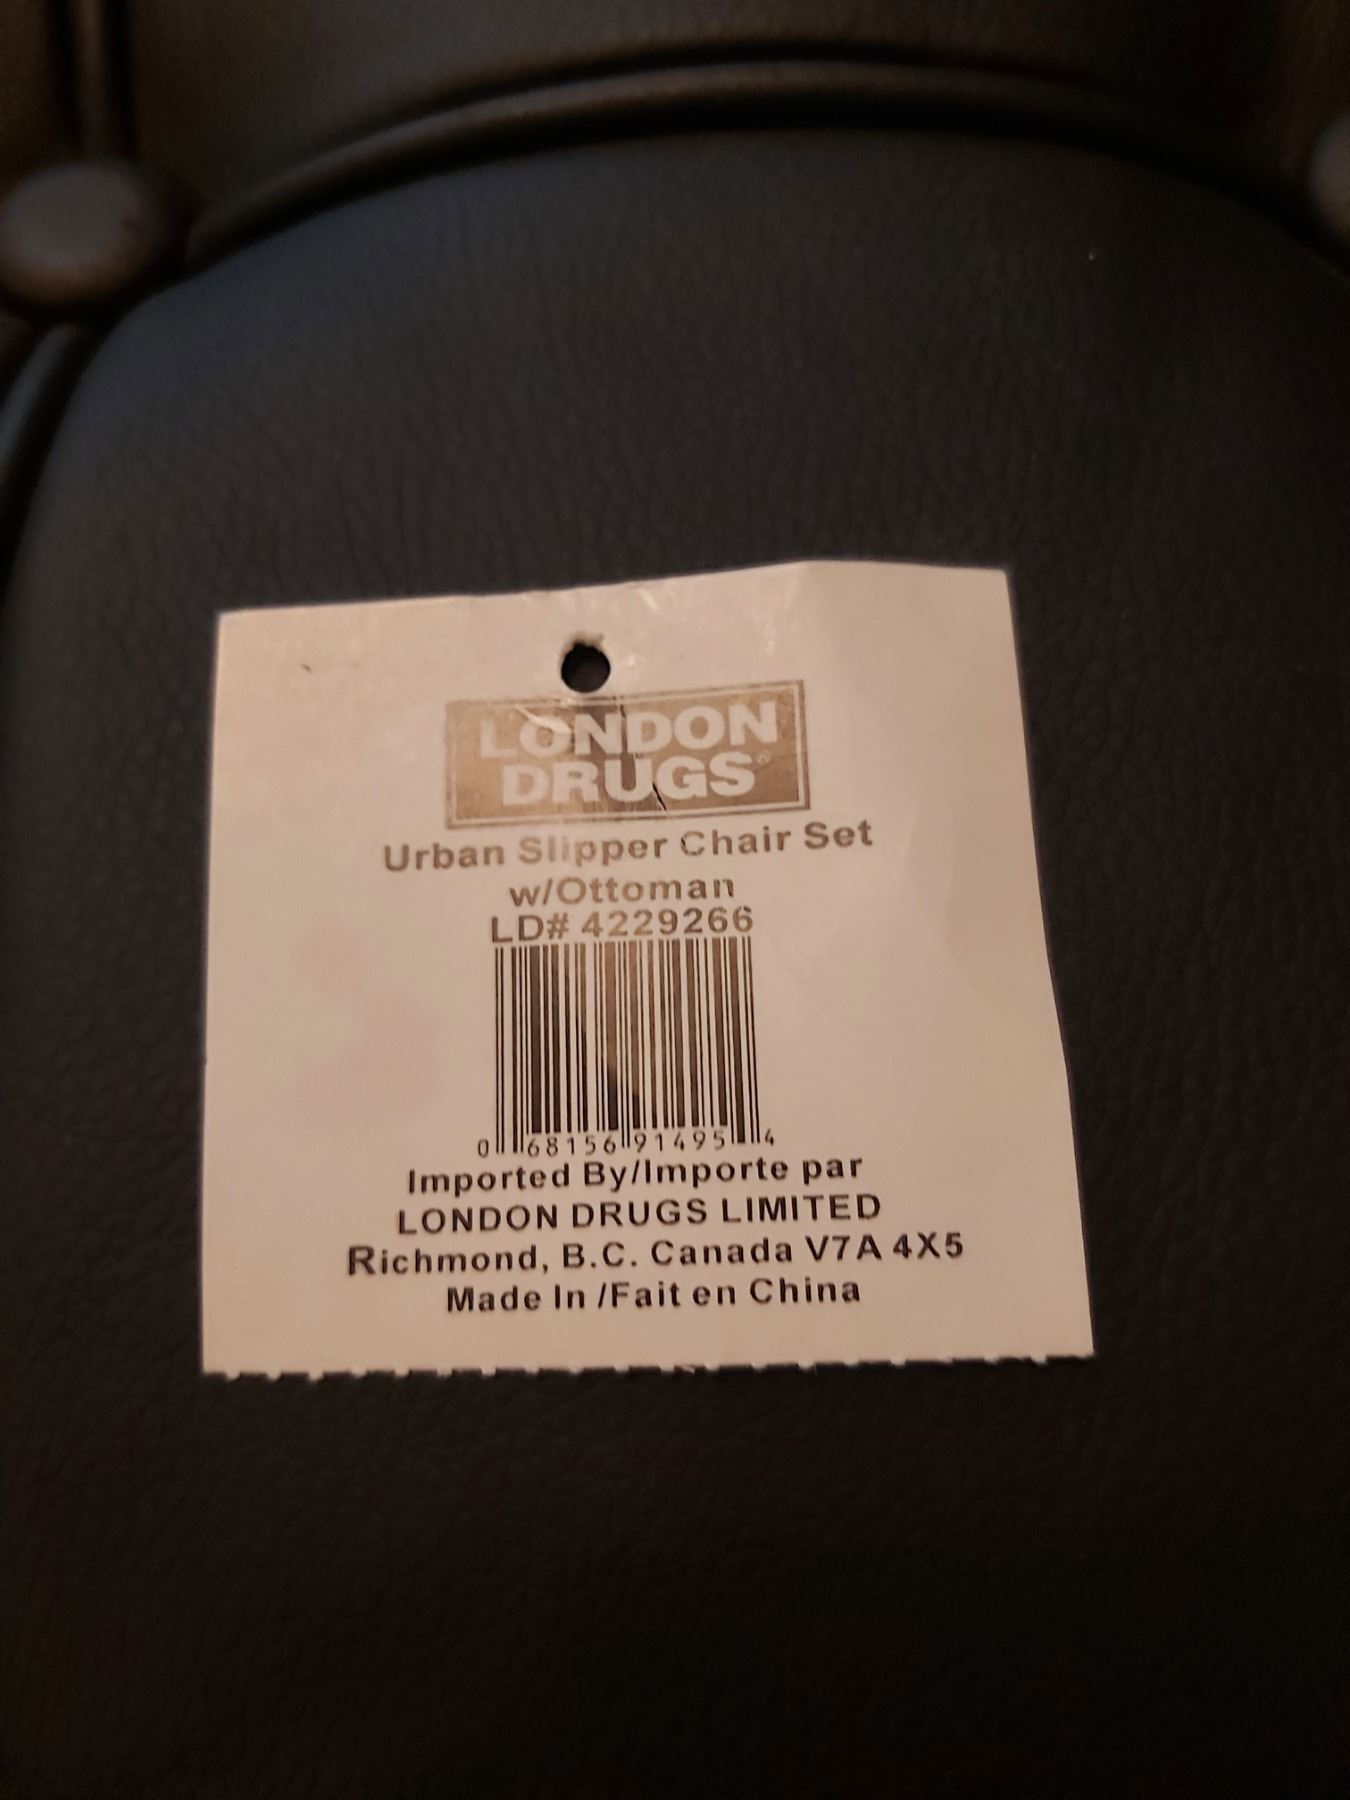 LONDON
DRUGS®
Urban Slipper Chair Set
w/Ottoman
LD# 4229266
0 68156 91495 4
Imported By/Importe par
LONDON DRUGS LIMITED
Richmond, B.C. Canada V7A 4X5
Made In /Fait en China